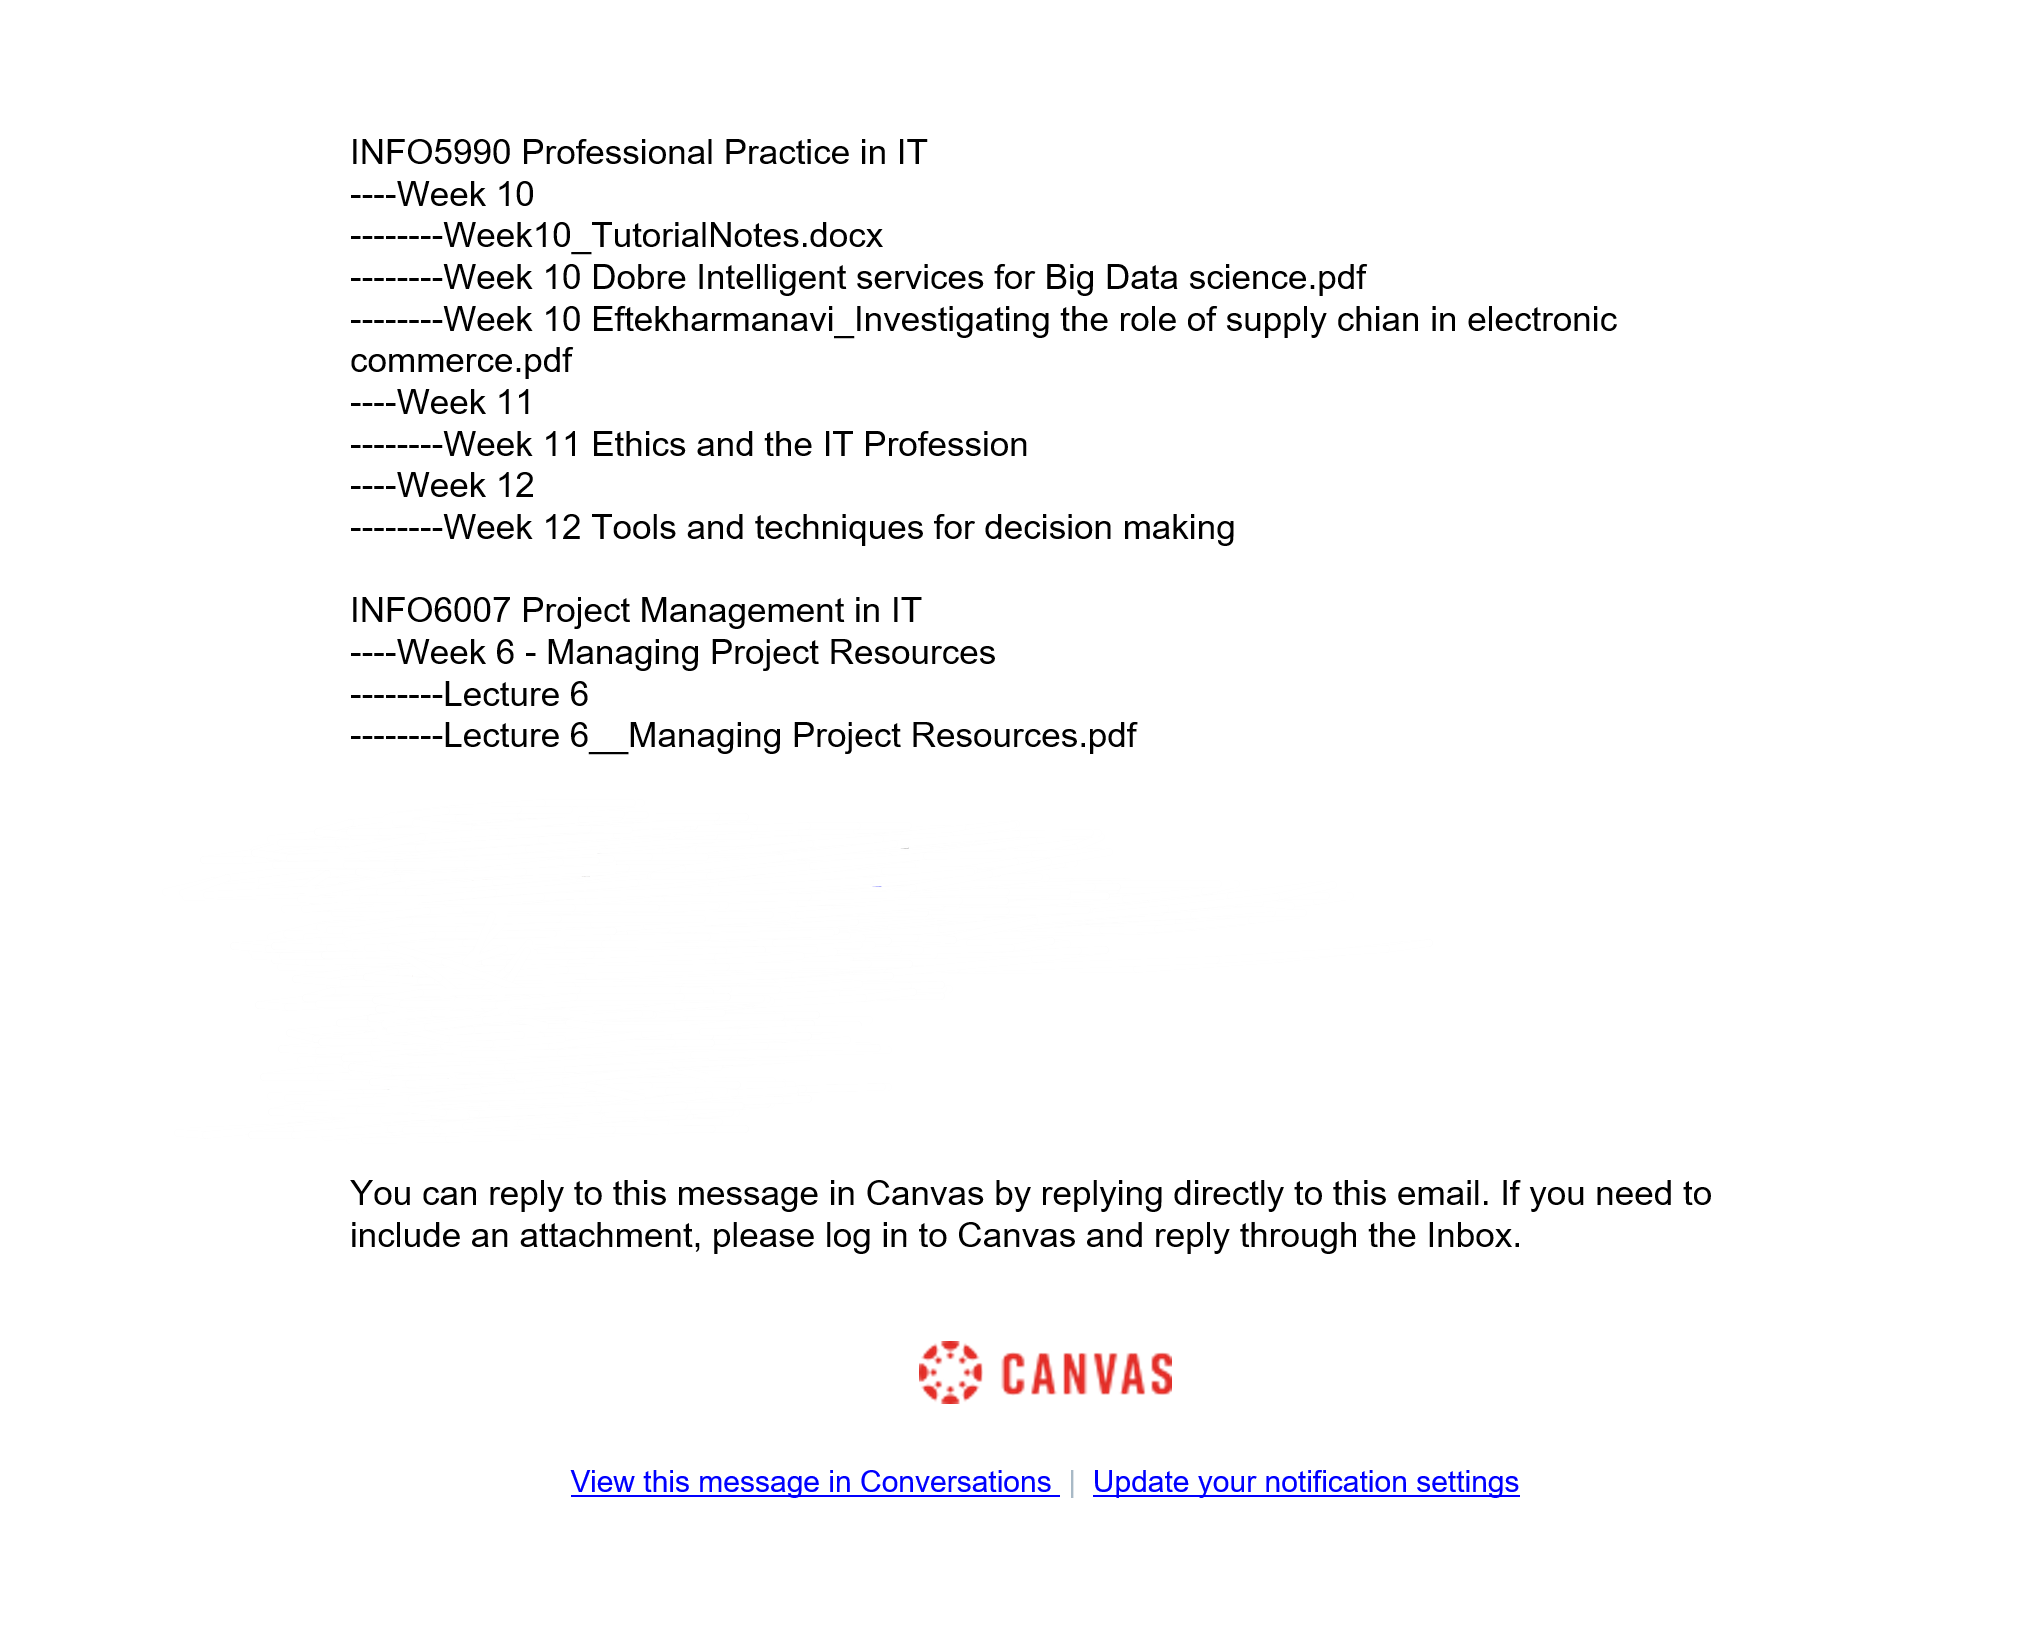 INFO5990 Professional Practice in IT
----Week 10
--------Week10_TutorialNotes.docx
--------Week 10 Dobre Intelligent services for Big Data science.pdf
--------Week 10 Eftekharmanavi_Investigating the role of supply chian in electronic
commerce.pdf
----Week 11
--------Week 11 Ethics and the IT Profession
----Week 12
--------Week 12 Tools and techniques for decision making
INFO6007 Project Management in IT
----Week 6 - Managing Project Resources
--------Lecture 6
--------Lecture 6__Managing Project Resources.pdf
You can reply to this message in Canvas by replying directly to this email. If you need to
include an attachment, please log in to Canvas and reply through the Inbox.
CANVAS
View this message in Conversations | Update your notification settings